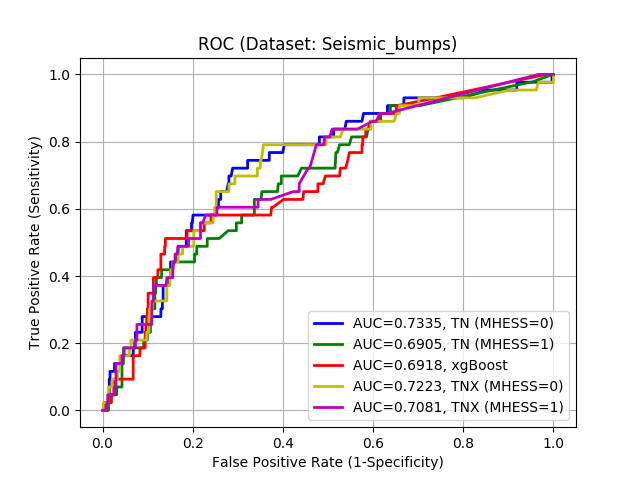 ROC (Dataset: Seismic_bumps)
True Positive Rate (Sensitivity)
1.0
0.8
0.6
0.4
0.2
0.0
AUC=0.7335, TN (MHESS=0)
AUC=0.6905, TN (MHESS=1)
AUC=0.6918, xgBoost
AUC=0.7223, TNX (MHESS=0)
AUC=0.7081, TNX (MHESS=1)
0.0 0.2 0.4 0.6 0.8 1.0
False Positive Rate (1-Specificity)